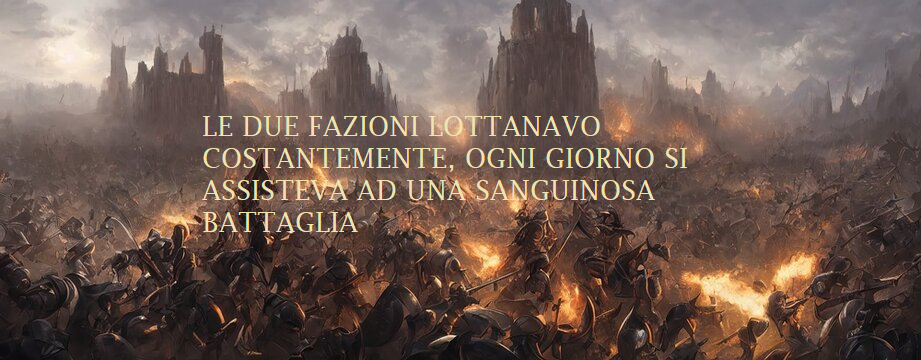 LE DUE FAZIONI LOTTANAVO
COSTANTEMENTE, OGNI GIORNO SI
ASSISTEVA AD UNA SANGUINOSA
BATTAGLIA